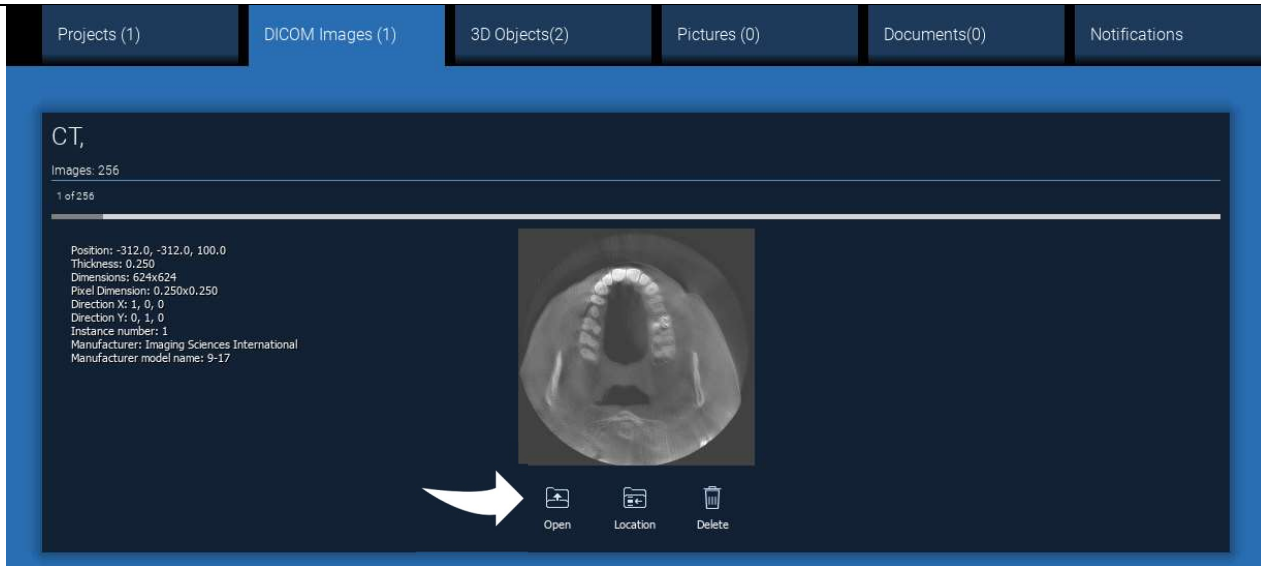 Projects (1)
DICOM Images (1)
3D Objects(2)
Pictures (0)
Documents(0)
Notifications
CT,
Images: 256
1 of 256
Position: -312.0, -312.0, 100.0
Thickness: 0.250
Dimensions: 624x624
Pixel Dimension: 0.250x0.250
Direction X: 1, 0, 0
Direction Y: 0, 1, 0
Instance number: 1
Manufacturer: Imaging Sciences International
Manufacturer model name: 9-17
Open
Location
Delete